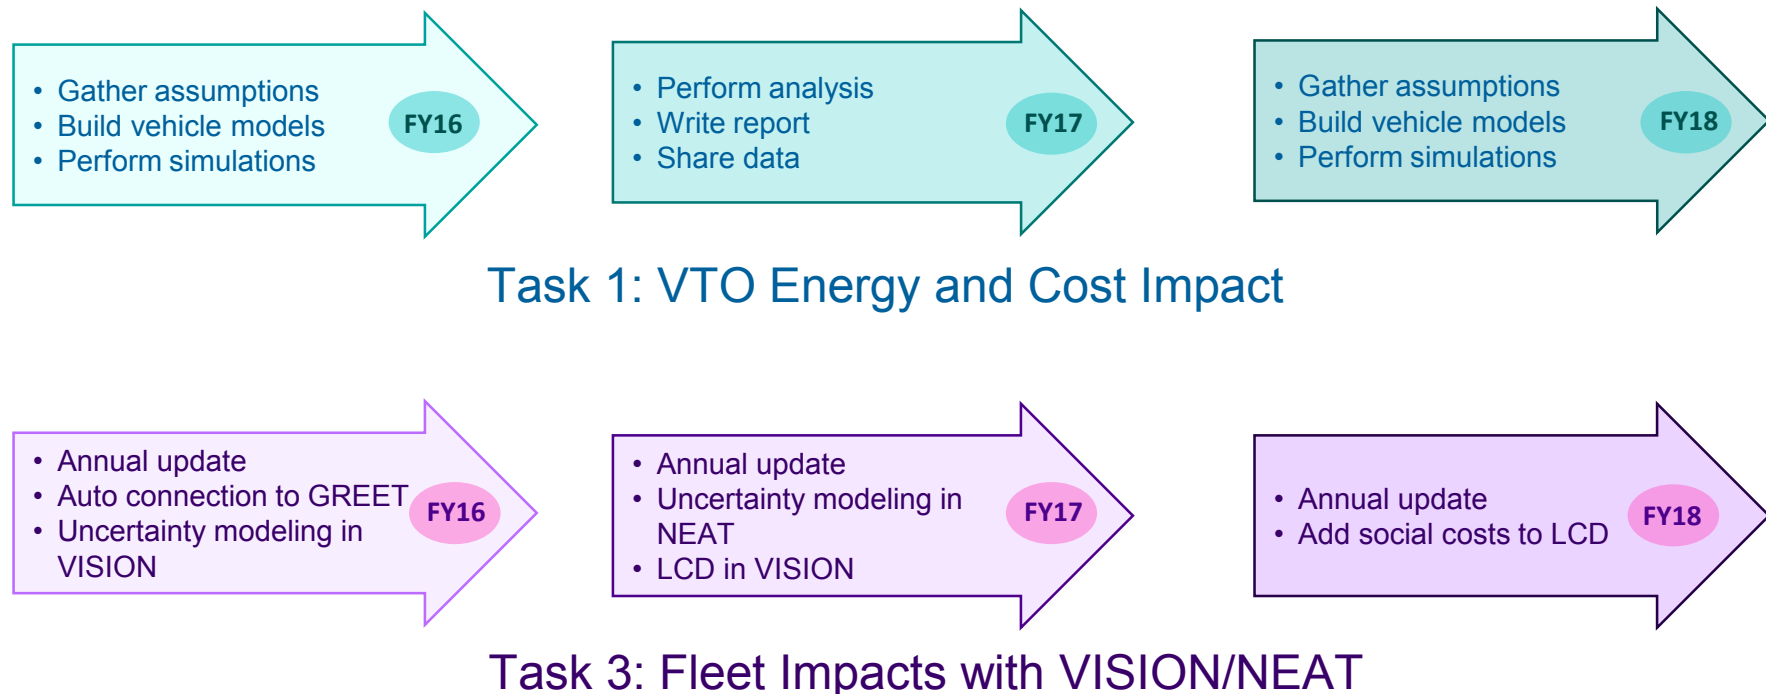 • Gather assumptions
• Build vehicle models
• Perform simulations
FY16
• Perform analysis
• Write report
• Share data
FY17
• Gather assumptions
• Build vehicle models
• Perform simulations
FY18
Task 1: VTO Energy and Cost Impact
• Annual update
• Auto connection to GREET
• Uncertainty modeling in
VISION
FY16
• Annual update
• Uncertainty modeling in
NEAT
• LCD in VISION
FY17
• Annual update
• Add social costs to LCD
FY18
Task 3: Fleet Impacts with VISION/NEAT